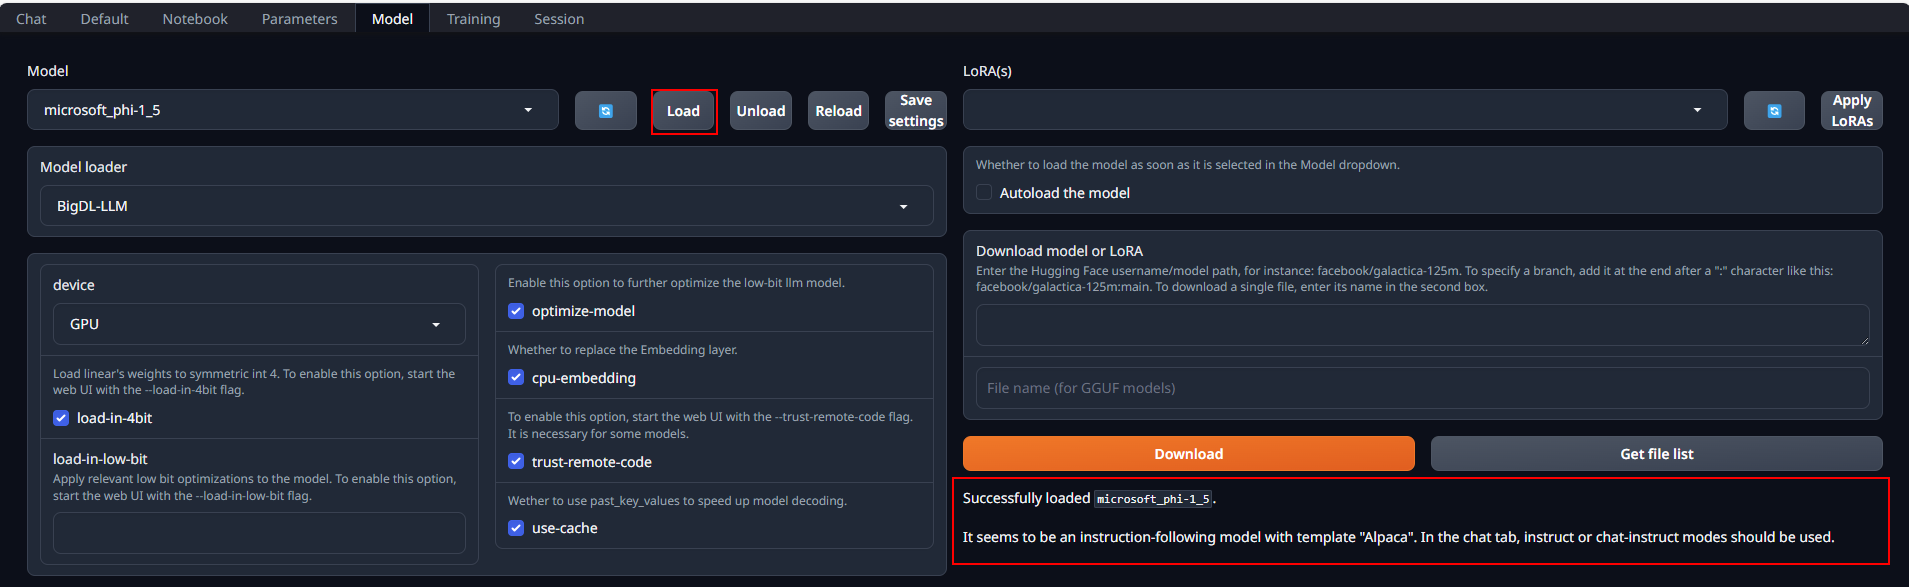 Chat Default Notebook Parameters Model Training Session
Model
microsoft_phi-1_5
Load
Unload
Reload
Save
settings
Model loader
BigDL-LLM
device
GPU
Load linear's weights to symmetric int 4. To enable this option, start the
web UI with the --load-in-4bit flag.
load-in-4bit
load-in-low-bit
Apply relevant low bit optimizations to the model. To enable this option,
start the web UI with the --load-in-low-bit flag.
Enable this option to further optimize the low-bit llm model.
optimize-model
Whether to replace the Embedding layer.
cpu-embedding
To enable this option, start the web UI with the --trust-remote-code flag.
It is necessary for some models.
trust-remote-code
Wether to use past_key_values to speed up model decoding.
use-cache
LoRA(s)
Apply
LoRAs
Whether to load the model as soon as it is selected in the Model dropdown.
Autoload the model
Download model or LoRA
Enter the Hugging Face username/model path, for instance: facebook/galactica-125m. To specify a branch, add it at the end after a ":" character like this:
facebook/galactica-125m:main. To download a single file, enter its name in the second box.
File name (for GGUF models)
Download
Get file list
Successfully loaded microsoft_phi-1_5.
It seems to be an instruction-following model with template "Alpaca". In the chat tab, instruct or chat-instruct modes should be used.